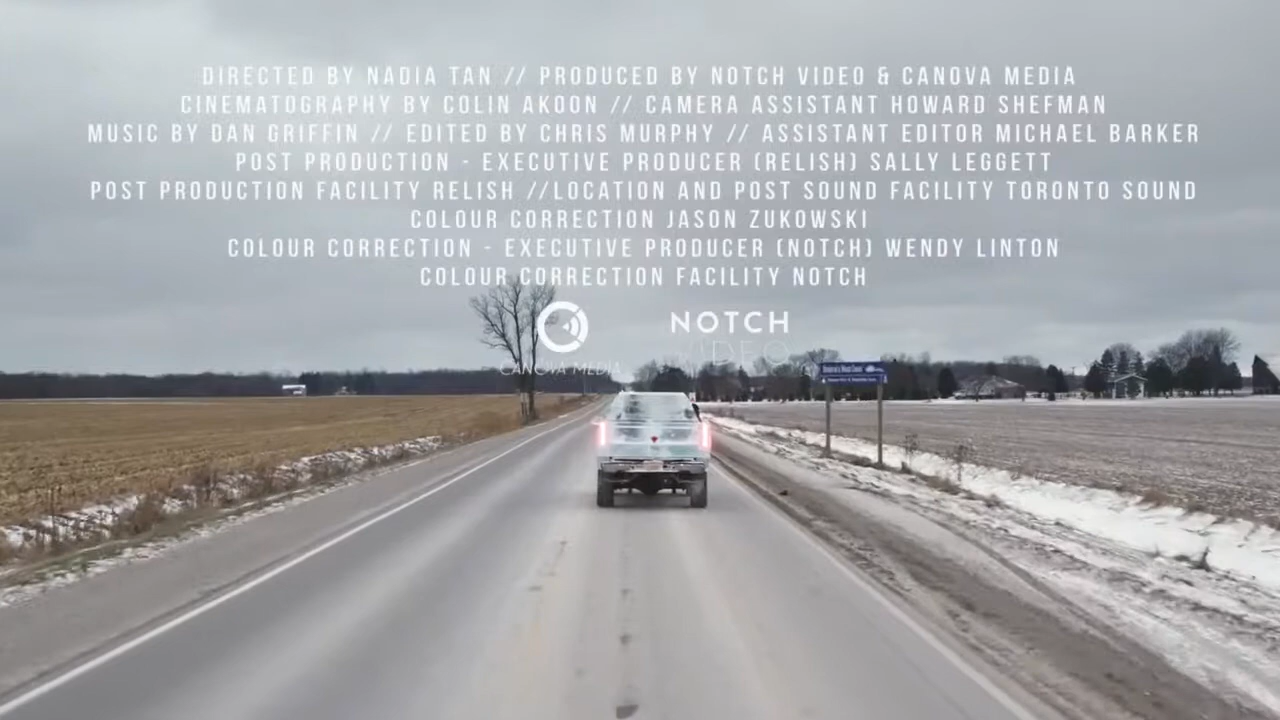 DIRECTED BY NADIA TAN // PRODUCED BY NOTCH VIDEO & CANOVA MEDIA
CINEMATOGRAPHY BY COLIN AKOON // CAMERA ASSISTANT HOWARD SHEFMAN
MUSIC BY DAN GRIFFIN // EDITED BY CHRIS MURPHY // ASSISTANT EDITOR MICHAEL BARKER
POST PRODUCTION - EXECUTIVE PRODUCER (RELISH) SALLY LEGGETT
POST PRODUCTION FACILITY RELISH //LOCATION AND POST SOUND FACILITY TORONTO SOUND
COLOUR CORRECTION JASON ZUKOWSKI
COLOUR CORRECTION - EXECUTIVE PRODUCER (NOTCH) WENDY LINTON
COLOUR CORRECTION FACILITY NOTCH
NOTCH
VIDEO
CANOVA MEDIA